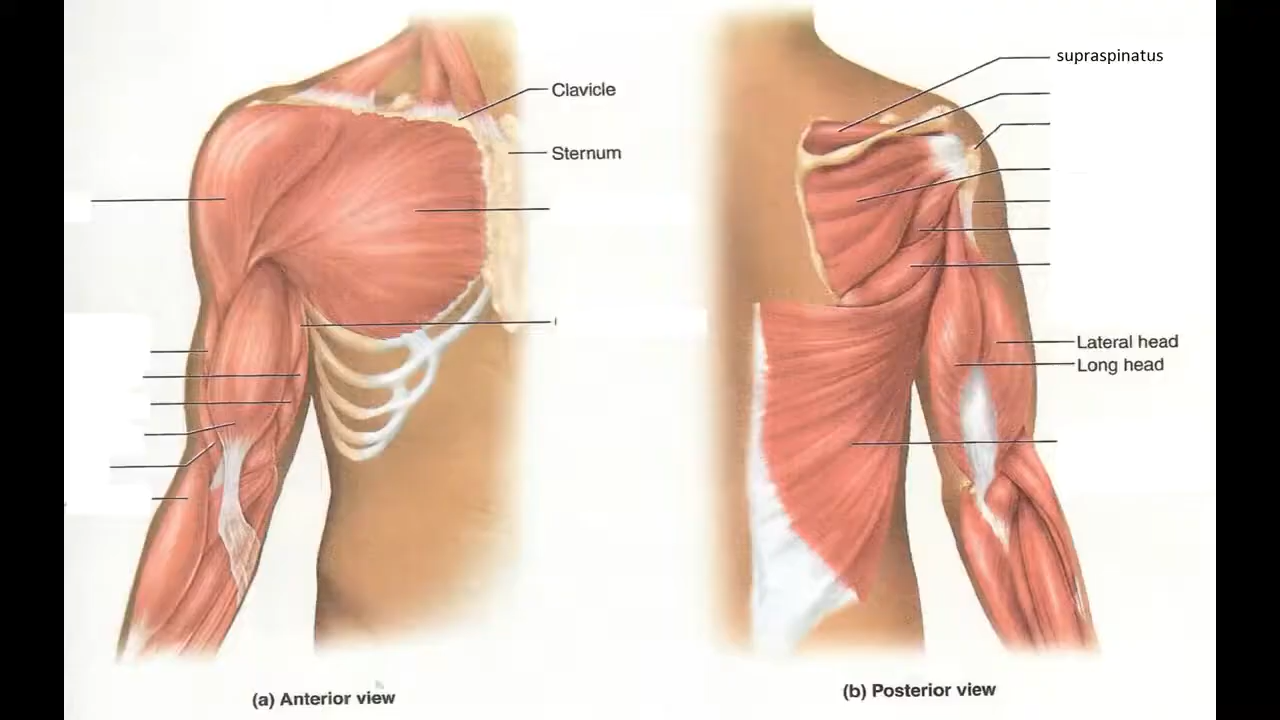 Clavicle
Sternum
(a) Anterior view
supraspinatus
Lateral head
Long head
(b) Posterior view